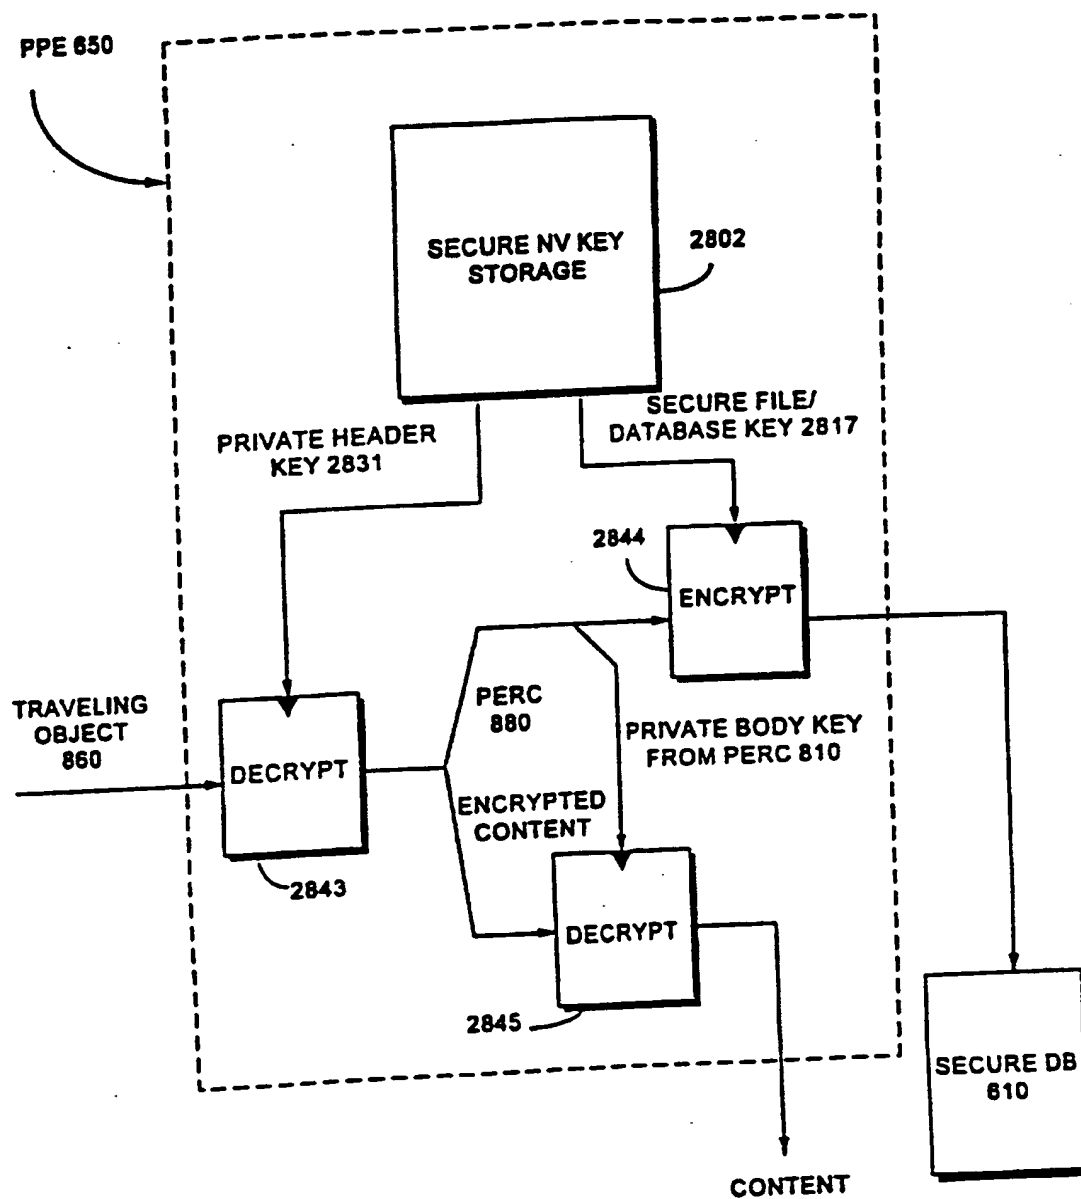 PPE 650
SECURE NV KEY
STORAGE
2802
SECURE FILE/
DATABASE KEY 2817
PRIVATE HEADER
KEY 2831
2844
ENCRYPT
TRAVELING
OBJECT
860
DECRYPT
2843
PERC
880
PRIVATE BODY KEY
FROM PERC 810
ENCRYPTED
CONTENT
DECRYPT
2845
SECURE DB
610
CONTENT